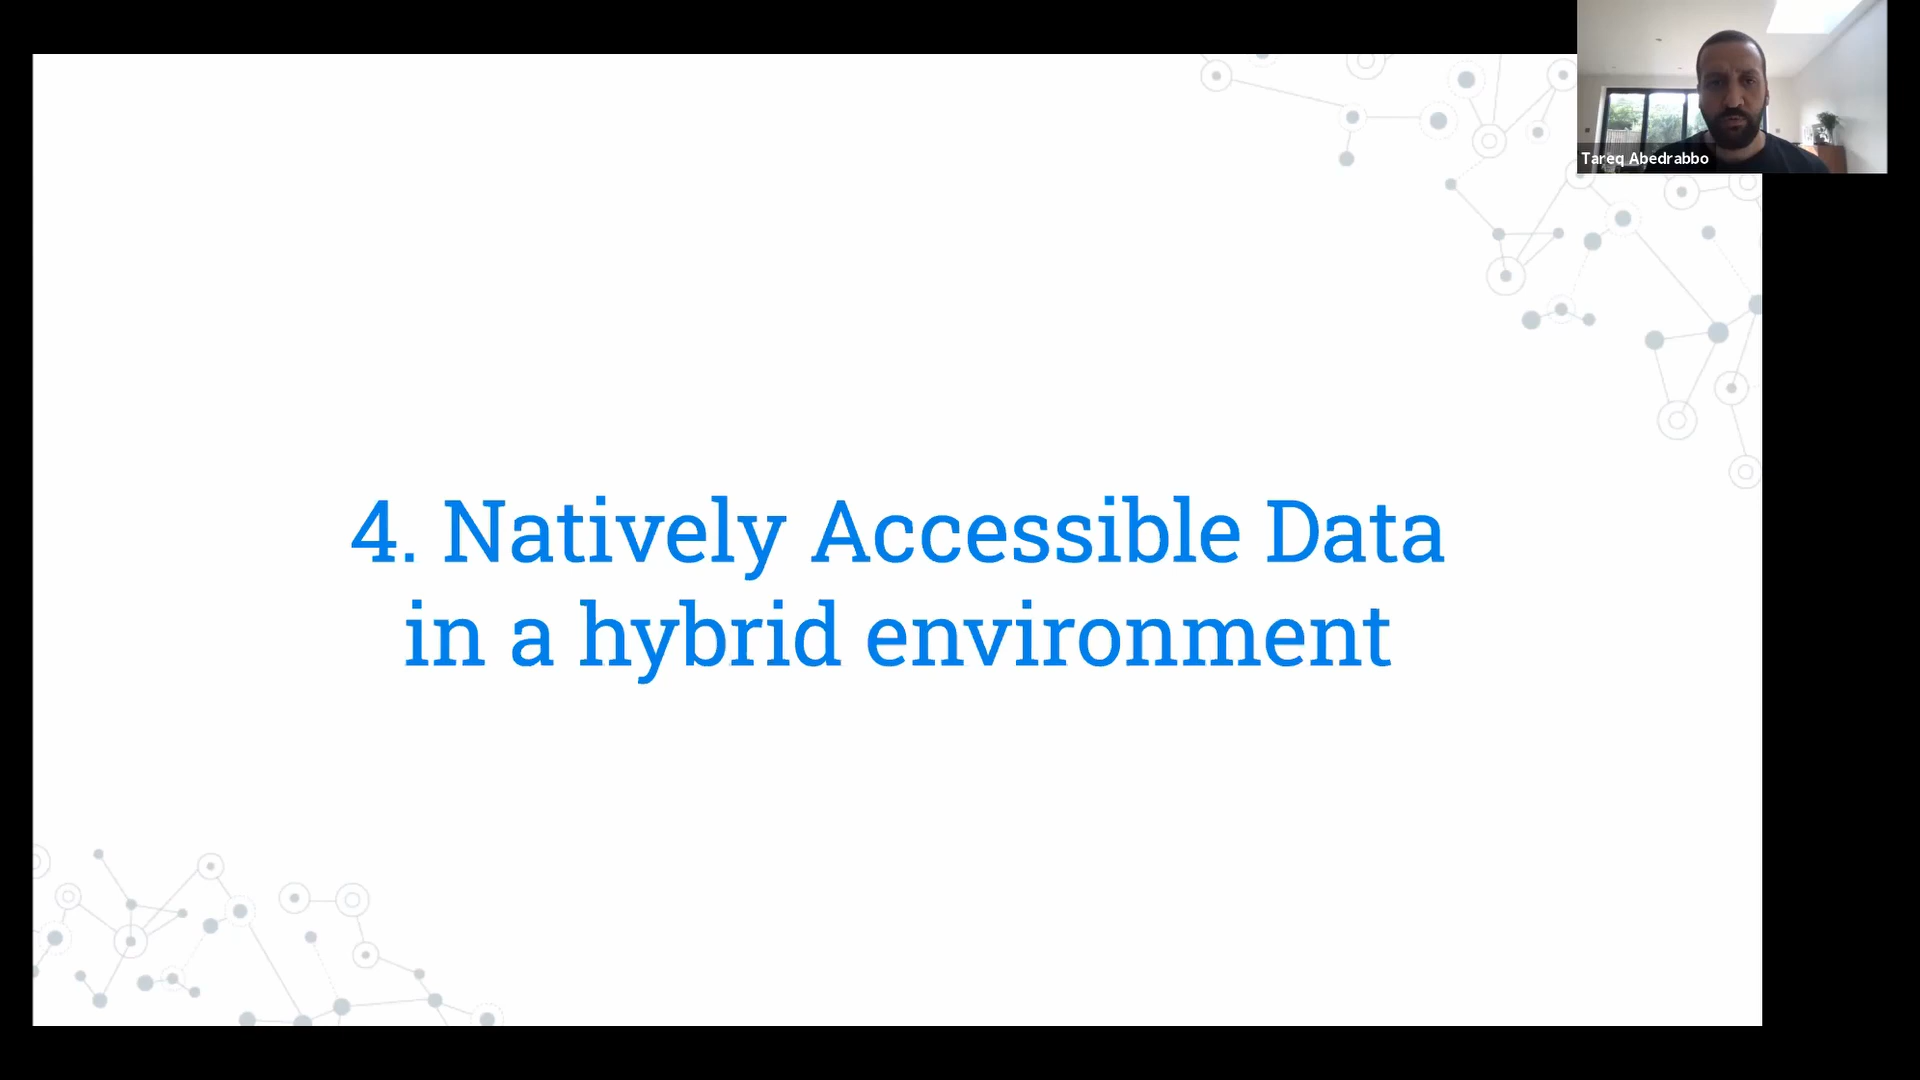 Tareq Abedrabbo
4. Natively Accessible Data
in a hybrid environment